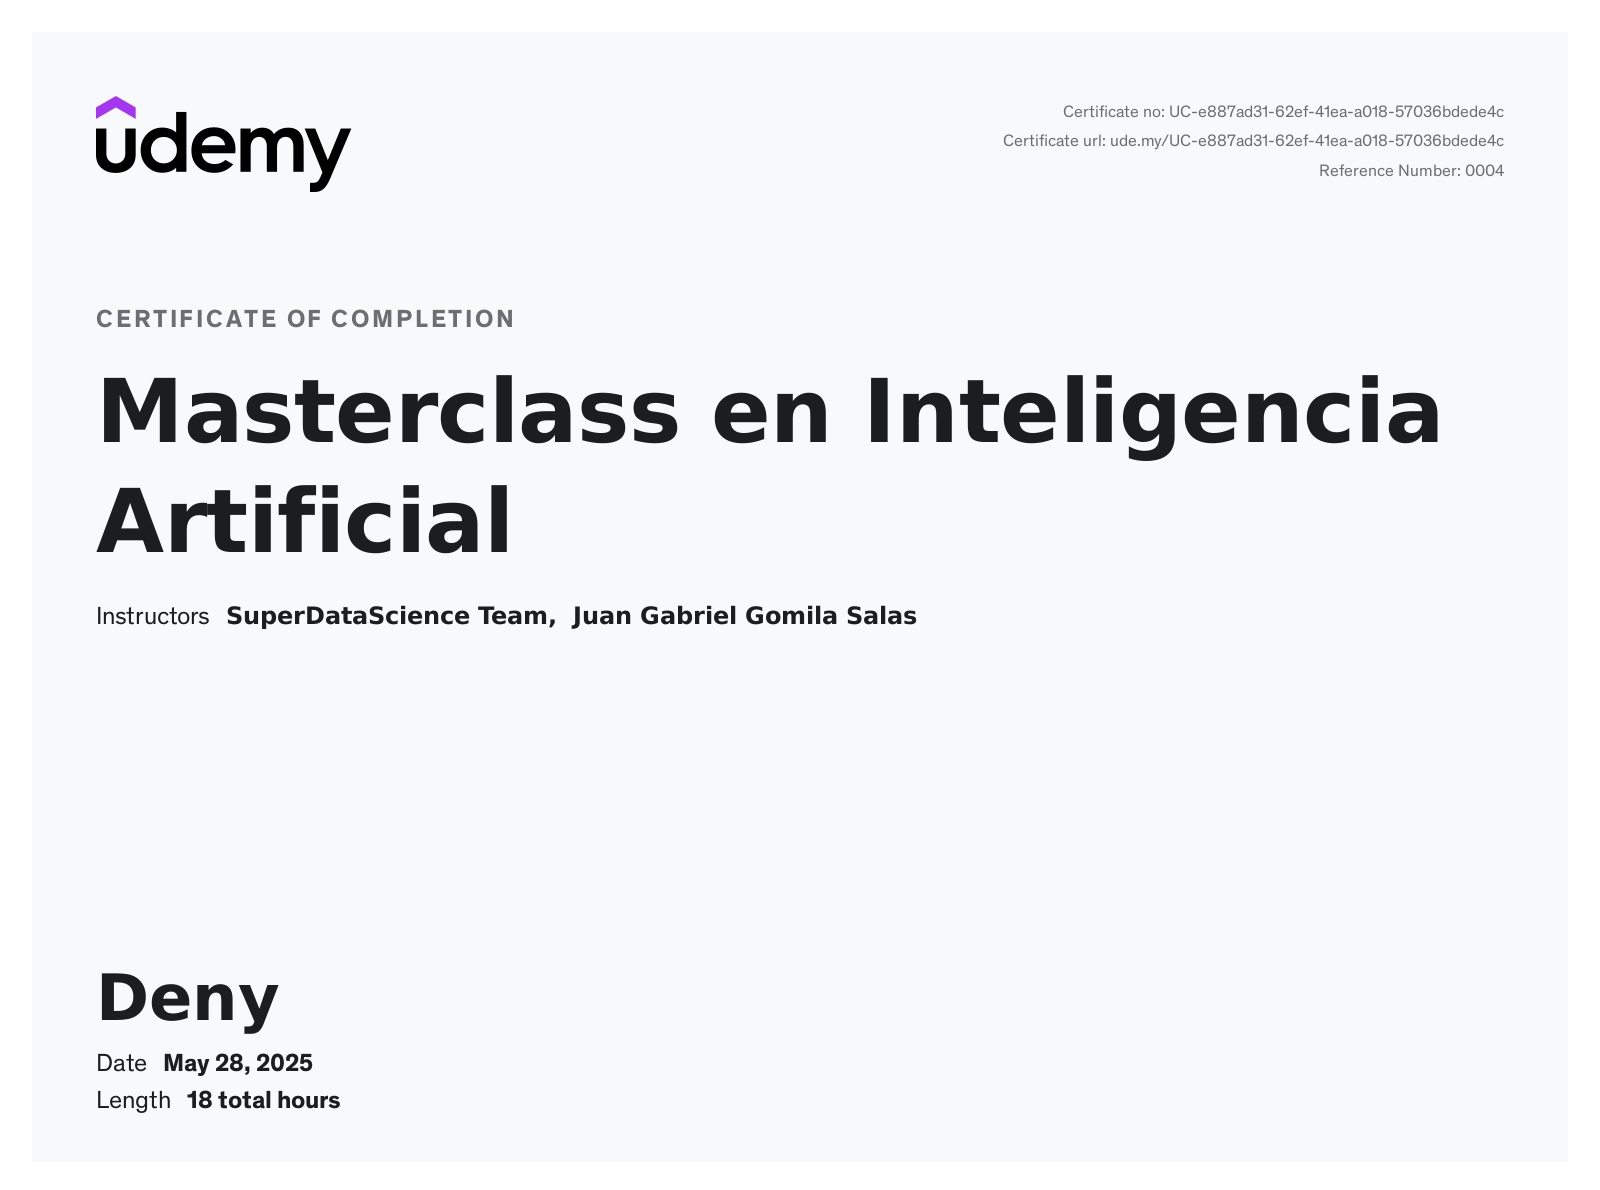 udemy
Certificate no: UC-e887ad31-62ef-41ea-a018-57036bdede4c
Certificate url: ude.my/UC-e887ad31-62ef-41ea-a018-57036bdede4c
Reference Number: 0004
CERTIFICATE OF COMPLETION
Masterclass en Inteligencia
Artificial
Instructors SuperDataScience Team, Juan Gabriel Gomila Salas
Deny
Date May 28, 2025
Length 18 total hours